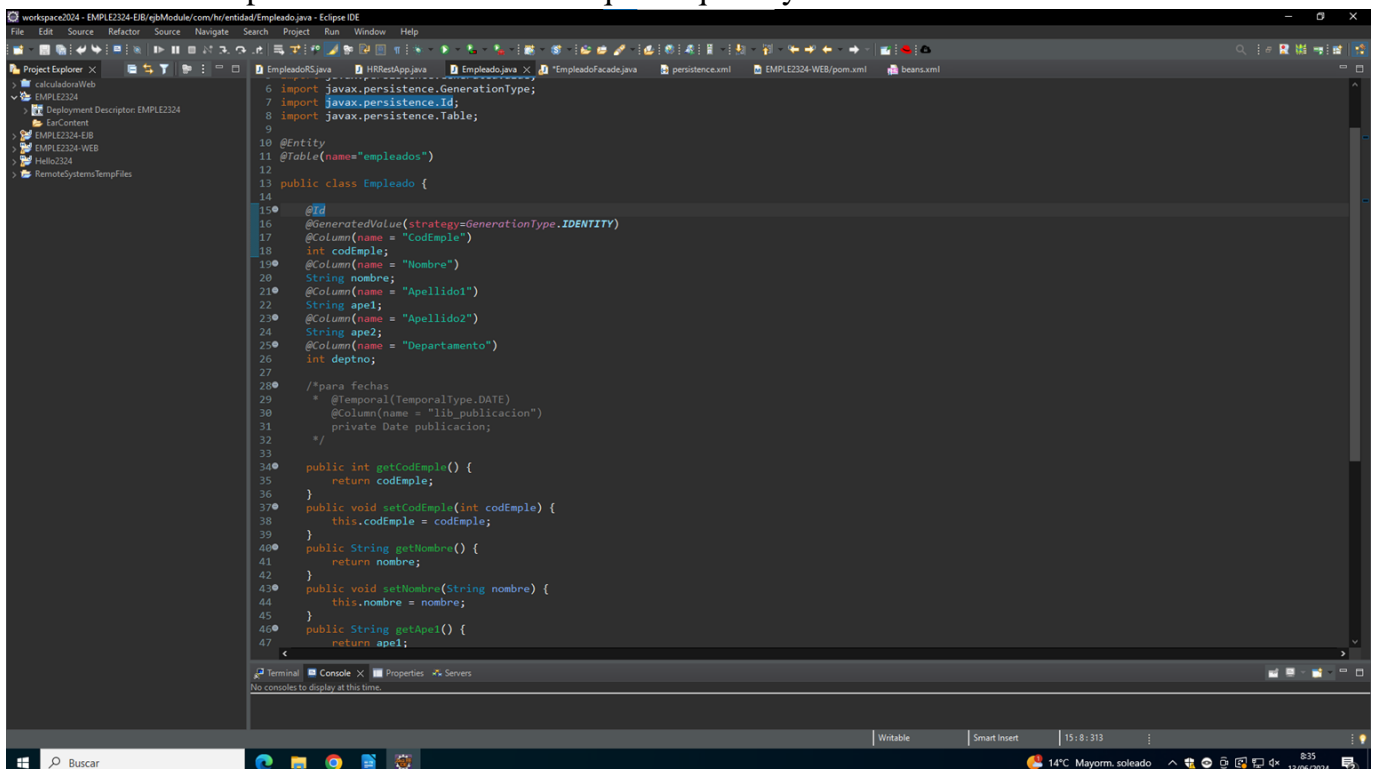 workspace2024 - EMPLE2324-EJB/ejbModule/com/hr/entidad/Empleado.java - Eclipse IDE
File Edit Source Refactor Source Navigate Search Project Run Window Help
Project Explorer
EmpleadoRS.java HRRestApp.java Empleado.java *EmpleadoFacade.java persistence.xml EMPLE2324-WEB/pom.xml beans.xml
calculadoraWeb
EMPLE2324
Deployment Descriptor: EMPLE2324
EarContent
EMPLE2324-EJB
EMPLE2324-WEB
Hello2324
RemoteSystemsTempFiles
6 import javax.persistence.GenerationType;
7 import javax.persistence.Id;
8 import javax.persistence.Table;
9
10 @Entity
11 @Table(name="empleados")
12
13 public class Empleado {
14
15 @Id
16 @GeneratedValue(strategy=GenerationType.IDENTITY)
17 @Column(name = "CodEmple")
18 int codEmple;
19 @Column(name = "Nombre")
20 String nombre;
21 @Column(name = "Apellido1")
22 String ape1;
23 @Column(name = "Apellido2")
24 String ape2;
25 @Column(name = "Departamento")
26 int deptno;
27
28 /*para fechas
29 * @Temporal(TemporalType.DATE)
30 @Column(name = "lib_publicacion")
31 private Date publicacion;
32 */
33
34 public int getCodEmple() {
35 return codEmple;
36 }
37 public void setCodEmple(int codEmple) {
38 this.codEmple = codEmple;
39 }
40 public String getNombre() {
41 return nombre;
42 }
43 public void setNombre(String nombre) {
44 this.nombre = nombre;
45 }
46 public String getApe1() {
47 return ape1;
Terminal Console Properties Servers
No consoles to display at this time.
Writable Smart Insert 15 : 8 : 313
Buscar
14°C Mayorm. soleado
8:35
13/06/2024